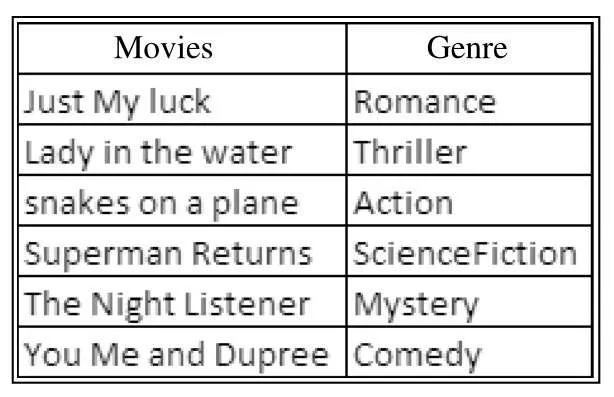 Movies Genre
Just My luck Romance
Lady in the water Thriller
snakes on a plane Action
Superman Returns ScienceFiction
The Night Listener Mystery
You Me and Dupree Comedy